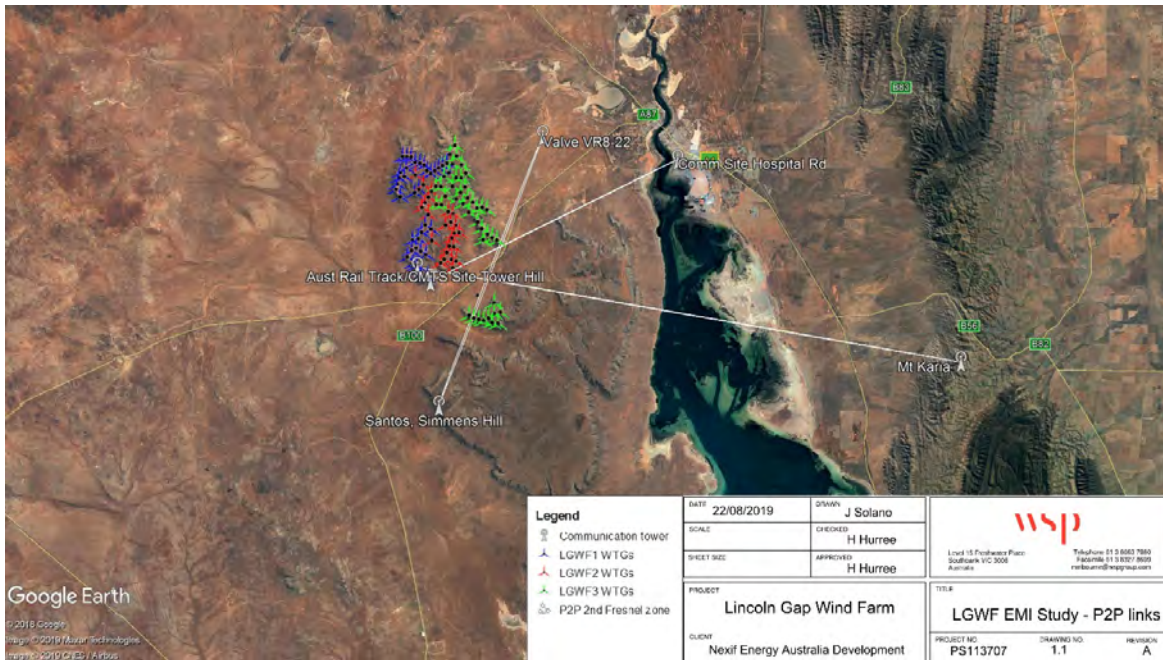 B83
A87
Valve VR8-22
Comm Site Hospital Rd
Aust Rail Track/CMTS Site Tower Hill
B100
B56
B82
Mt Karia
Santos, Simmens Hill
Legend
Communication tower
LGWF1 WTGs
LGWF2 WTGs
LGWF3 WTGs
P2P 2nd Fresnel zone
DATE
22/08/2019
DRAWN
J Solano
SCALE
CHECKED
H Hurree
SHEET SIZE
APPROVED
H Hurree
PROJECT
Lincoln Gap Wind Farm
CLIENT
Nexif Energy Australia Development
wsp
Level 15 Freshwater Place
Southbank VIC 3006
Australia
TITLE
LGWF EMI Study - P2P links
PROJECT NO.
PS113707
DRAWING NO.
1.1
REVISION
A
Google Earth
© 2018 Google
Image © 2019 Maxar Technologies
Image © 2019 CNES / Airbus